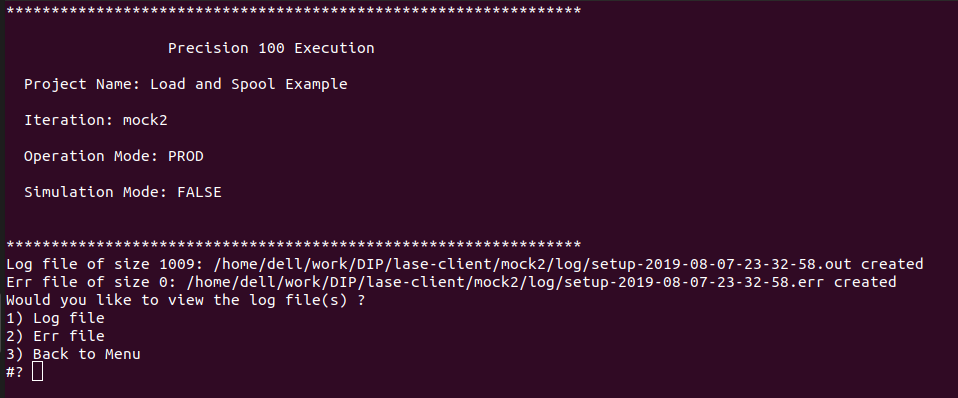 ****************************************************************
Precision 100 Execution
Project Name: Load and Spool Example
Iteration: mock2
Operation Mode: PROD
Simulation Mode: FALSE
****************************************************************
Log file of size 1009: /home/dell/work/DIP/lase-client/mock2/log/setup-2019-08-07-23-32-58.out created
Err file of size 0: /home/dell/work/DIP/lase-client/mock2/log/setup-2019-08-07-23-32-58.err created
Would you like to view the log file(s) ?
1) Log file
2) Err file
3) Back to Menu
#?